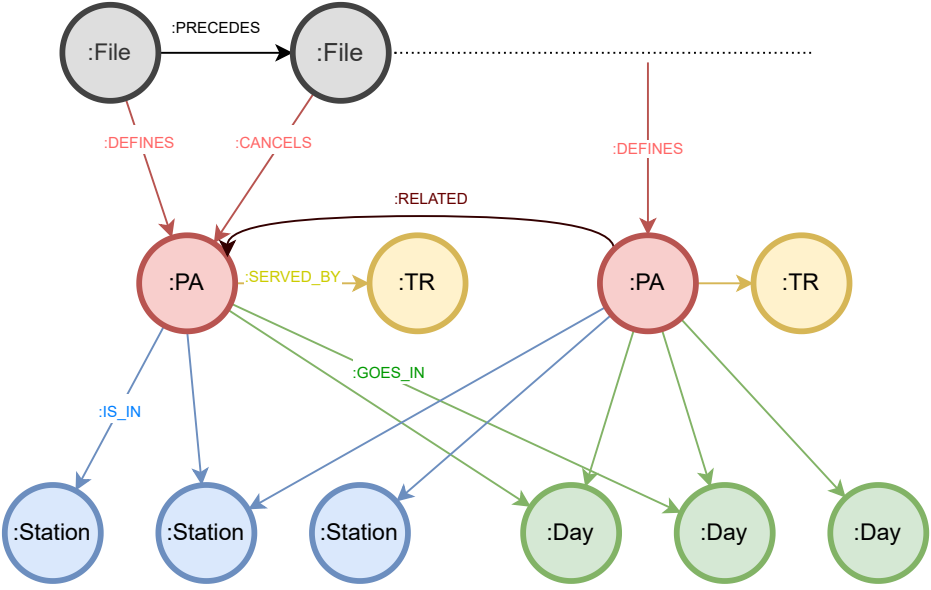 :PRECEDES
:File
:File
:DEFINES
:CANCELS
:DEFINES
:RELATED
:PA
:SERVED_BY
:TR
:PA
:TR
:GOES_IN
:IS_IN
:Station
:Station
:Station
:Day
:Day
:Day